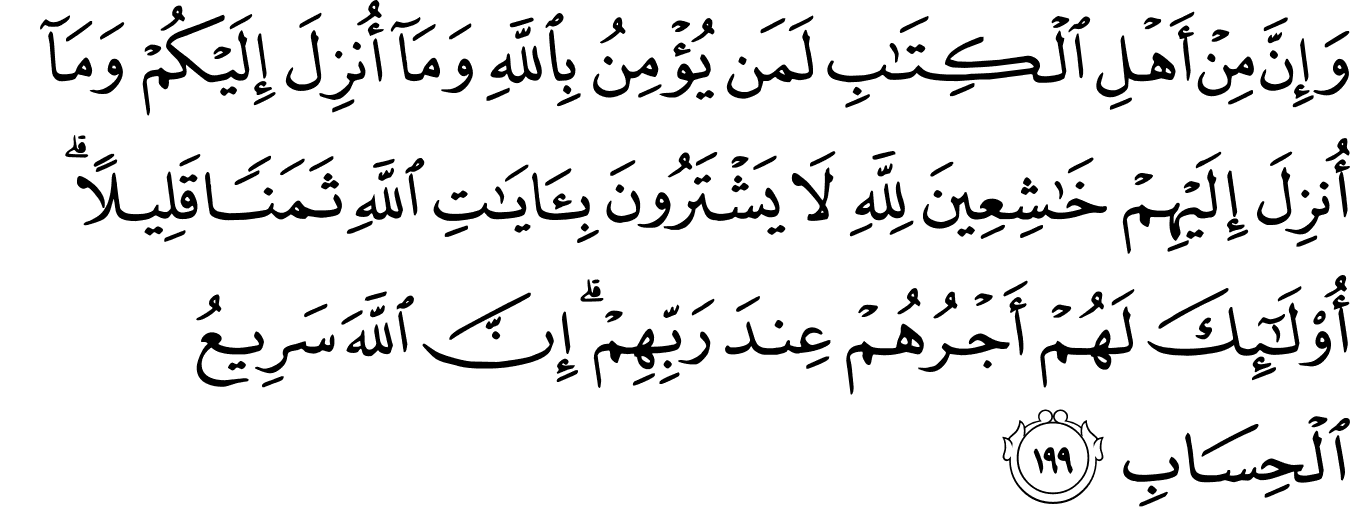 وَإِنَّ مِنۡ أَهۡلِ ٱلۡكِتَٰبِ لَمَن يُؤۡمِنُ بِٱللَّهِ وَمَآ أُنزِلَ إِلَيۡكُمۡ وَمَآ
أُنزِلَ إِلَيۡهِمۡ خَٰشِعِينَ لِلَّهِ لَا يَشۡتَرُونَ بِـَٔايَٰتِ ٱللَّهِ ثَمَنٗا قَلِيلًاۗ
أُوْلَٰٓئِكَ لَهُمۡ أَجۡرُهُمۡ عِندَ رَبِّهِمۡۗ إِنَّ ٱللَّهَ سَرِيعُ
ٱلۡحِسَابِ ١٩٩